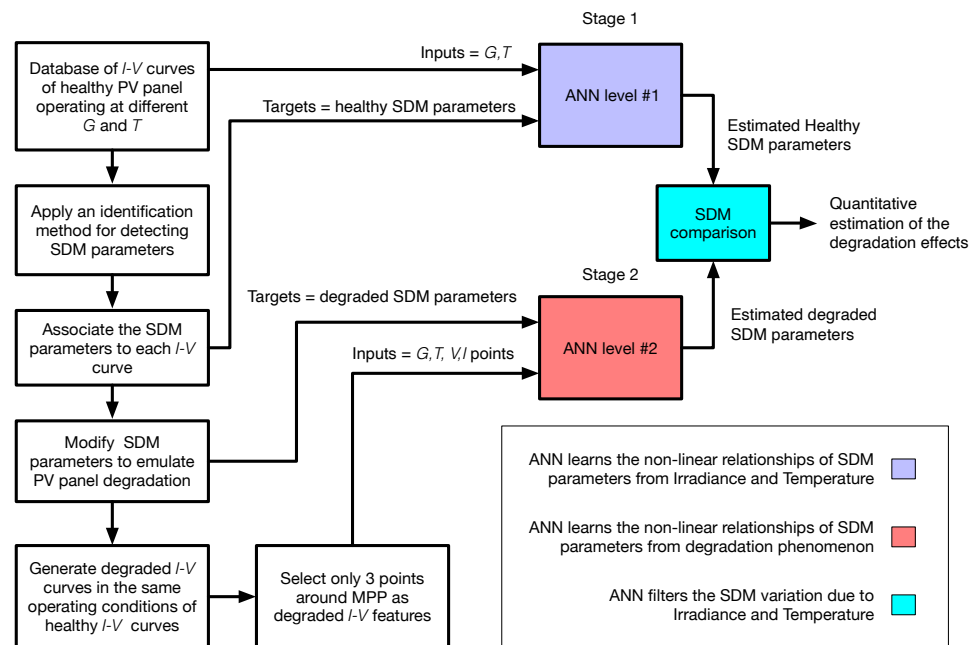 Stage 1
Database of I-V curves
of healthy PV panel
operating at different
G and T
Inputs = G,T
Targets = healthy SDM parameters
ANN level #1
Estimated Healthy
SDM parameters
Apply an identification
method for detecting
SDM parameters
SDM
comparison
Quantitative
estimation of the
degradation effects
Stage 2
Targets = degraded SDM parameters
Associate the SDM
parameters to each I-V
curve
Inputs = G,T, V,I points
ANN level #2
Estimated degraded
SDM parameters
Modify SDM
parameters to emulate
PV panel degradation
Generate degraded I-V
curves in the same
operating conditions of
healthy I-V curves
Select only 3 points
around MPP as
degraded I-V features
ANN learns the non-linear relationships of SDM
parameters from Irradiance and Temperature
ANN learns the non-linear relationships of SDM
parameters from degradation phenomenon
ANN filters the SDM variation due to
Irradiance and Temperature